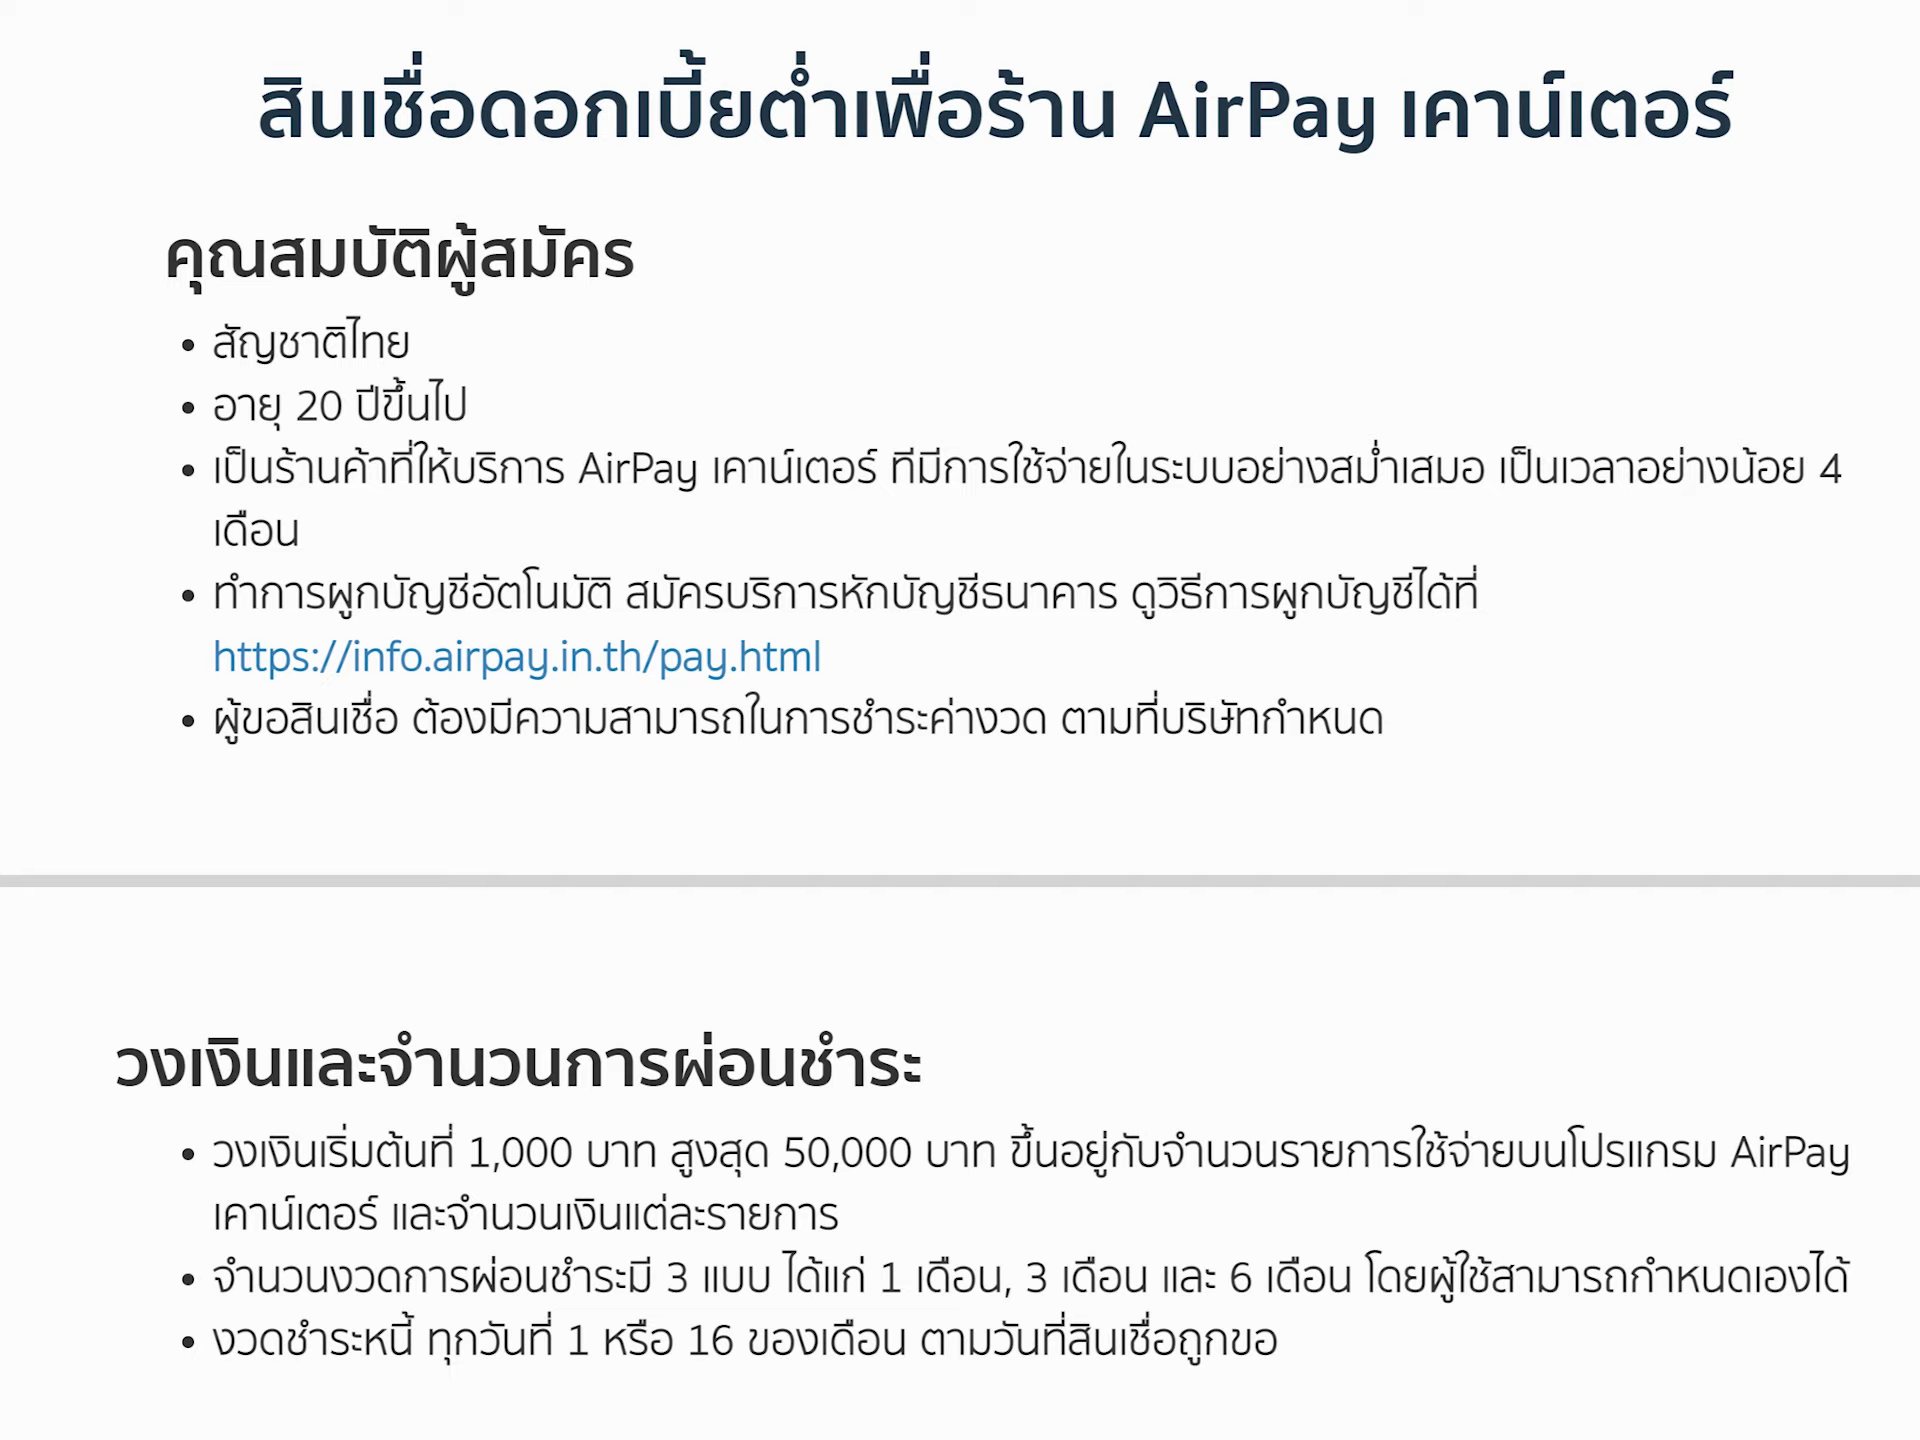 สินเชื่อดอกเบี้ยต่ำเพื่อร้าน AirPay เคาน์เตอร์
คุณสมบัติผู้สมัคร
• สัญชาติไทย
• อายุ 20 ปีขึ้นไป
• เป็นร้านค้าที่ให้บริการ AirPay เคาน์เตอร์ ทีมีการใช้จ่ายในระบบอย่างสม่ำเสมอ เป็นเวลาอย่างน้อย 4
เดือน
• ทำการผูกบัญชีอัตโนมัติ สมัครบริการหักบัญชีธนาคาร ดูวิธีการผูกบัญชีได้ที่
https://info.airpay.in.th/pay.html
• ผู้ขอสินเชื่อ ต้องมีความสามารถในการชำระค่างวด ตามที่บริษัทกำหนด
วงเงินและจำนวนการผ่อนชำระ
• วงเงินเริ่มต้นที่ 1,000 บาท สูงสุด 50,000 บาท ขึ้นอยู่กับจำนวนรายการใช้จ่ายบนโปรแกรม AirPay
เคาน์เตอร์ และจำนวนเงินแต่ละรายการ
• จำนวนงวดการผ่อนชำระมี 3 แบบ ได้แก่ 1 เดือน, 3 เดือน และ 6 เดือน โดยผู้ใช้สามารถกำหนดเองได้
• งวดชำระหนี้ ทุกวันที่ 1 หรือ 16 ของเดือน ตามวันที่สินเชื่อถูกขอ